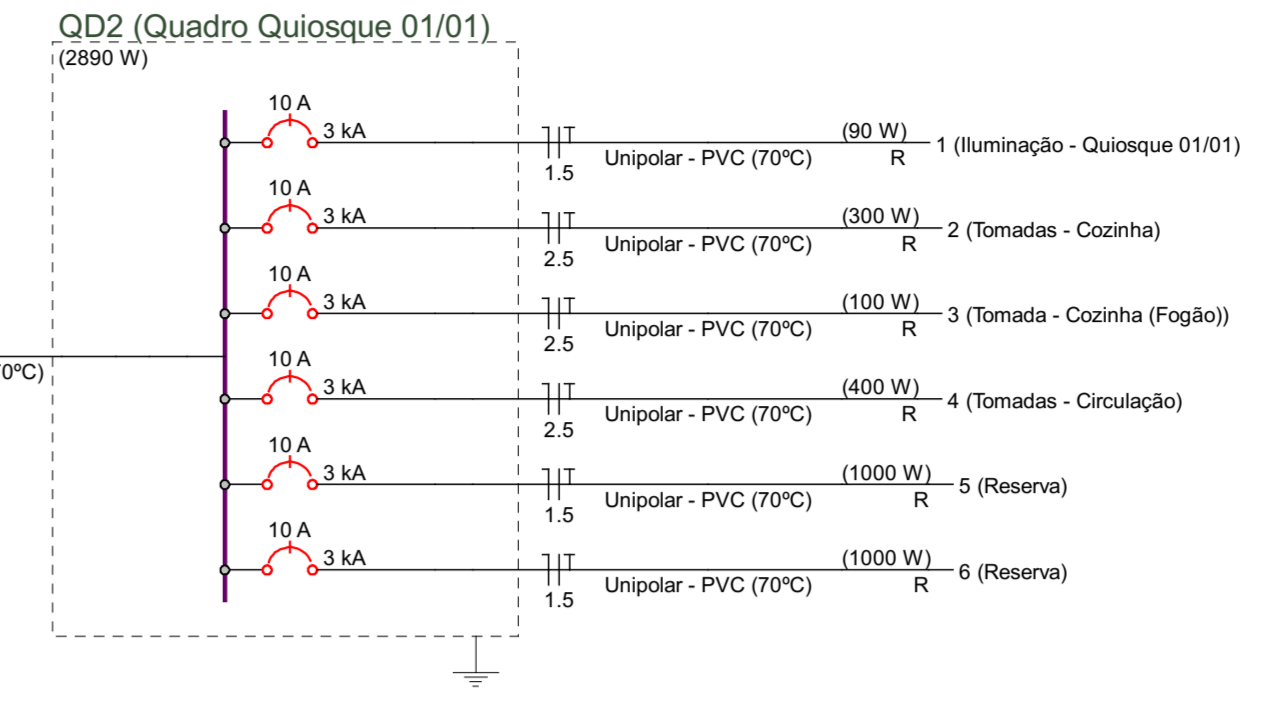 QD2 (Quadro Quiosque 01/01)
(2890 W)
10 A
3 kA
1.5
Unipolar - PVC (70ºC)
(90 W)
R
1 (Iluminação - Quiosque 01/01)
10 A
3 kA
2.5
Unipolar - PVC (70ºC)
(300 W)
R
2 (Tomadas - Cozinha)
10 A
3 kA
2.5
Unipolar - PVC (70ºC)
(100 W)
R
3 (Tomada - Cozinha (Fogão))
0ºC)
10 A
3 kA
2.5
Unipolar - PVC (70ºC)
(400 W)
R
4 (Tomadas - Circulação)
10 A
3 kA
1.5
Unipolar - PVC (70ºC)
(1000 W)
R
5 (Reserva)
10 A
3 kA
1.5
Unipolar - PVC (70ºC)
(1000 W)
R
6 (Reserva)